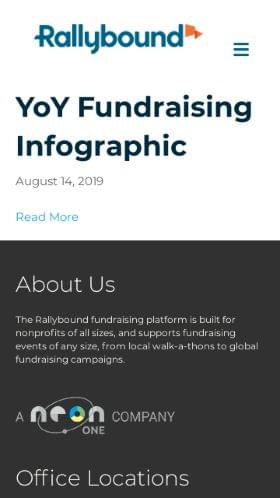 Rallybound
YoY Fundraising
Infographic
August 14, 2019
Read More
About Us
The Rallybound fundraising platform is built for
nonprofits of all sizes, and supports fundraising
events of any size, from local walk-a-thons to global
fundraising campaigns.
A neon ONE COMPANY
Office Locations